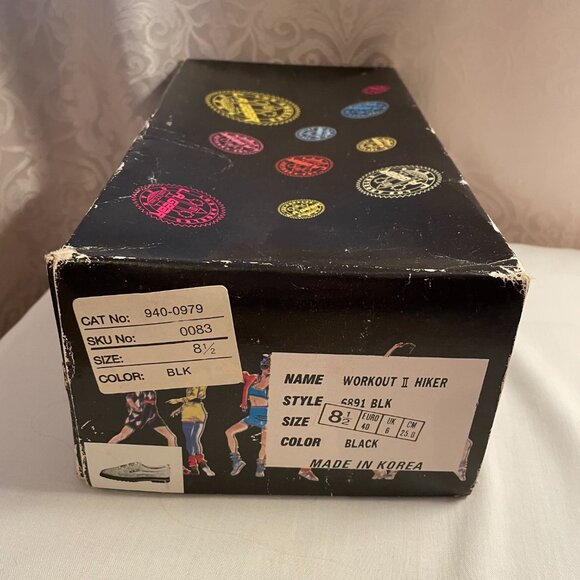 CAT No: 940-0979
SKU No: 0083
SIZE: 8½
COLOR: BLK
NAME WORKOUT II HIKER
STYLE 6891 BLK
SIZE 8½ EURO 40 UK 6 CM 25.0
COLOR BLACK
MADE IN KOREA